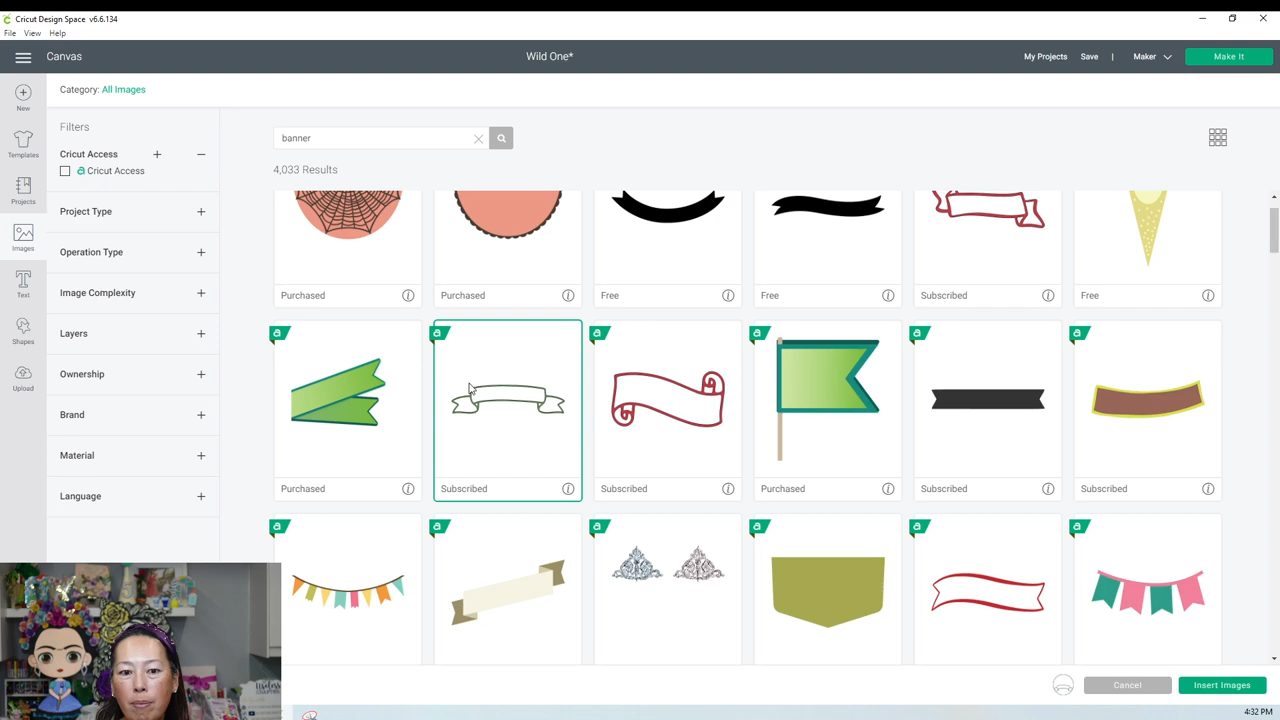 Cricut Design Space v6.6.134
File View Help
Canvas
Wild One*
My Projects Save | Maker Make It
New
Templates
Projects
Images
Text
Shapes
Upload
Category: All Images
Filters
Cricut Access
Cricut Access
Project Type
Operation Type
Image Complexity
Layers
Ownership
Brand
Material
Language
banner
4,033 Results
Purchased Purchased Free Free Subscribed Free
Purchased Subscribed Subscribed Purchased Subscribed Subscribed
Cancel Insert Images
4:32 PM